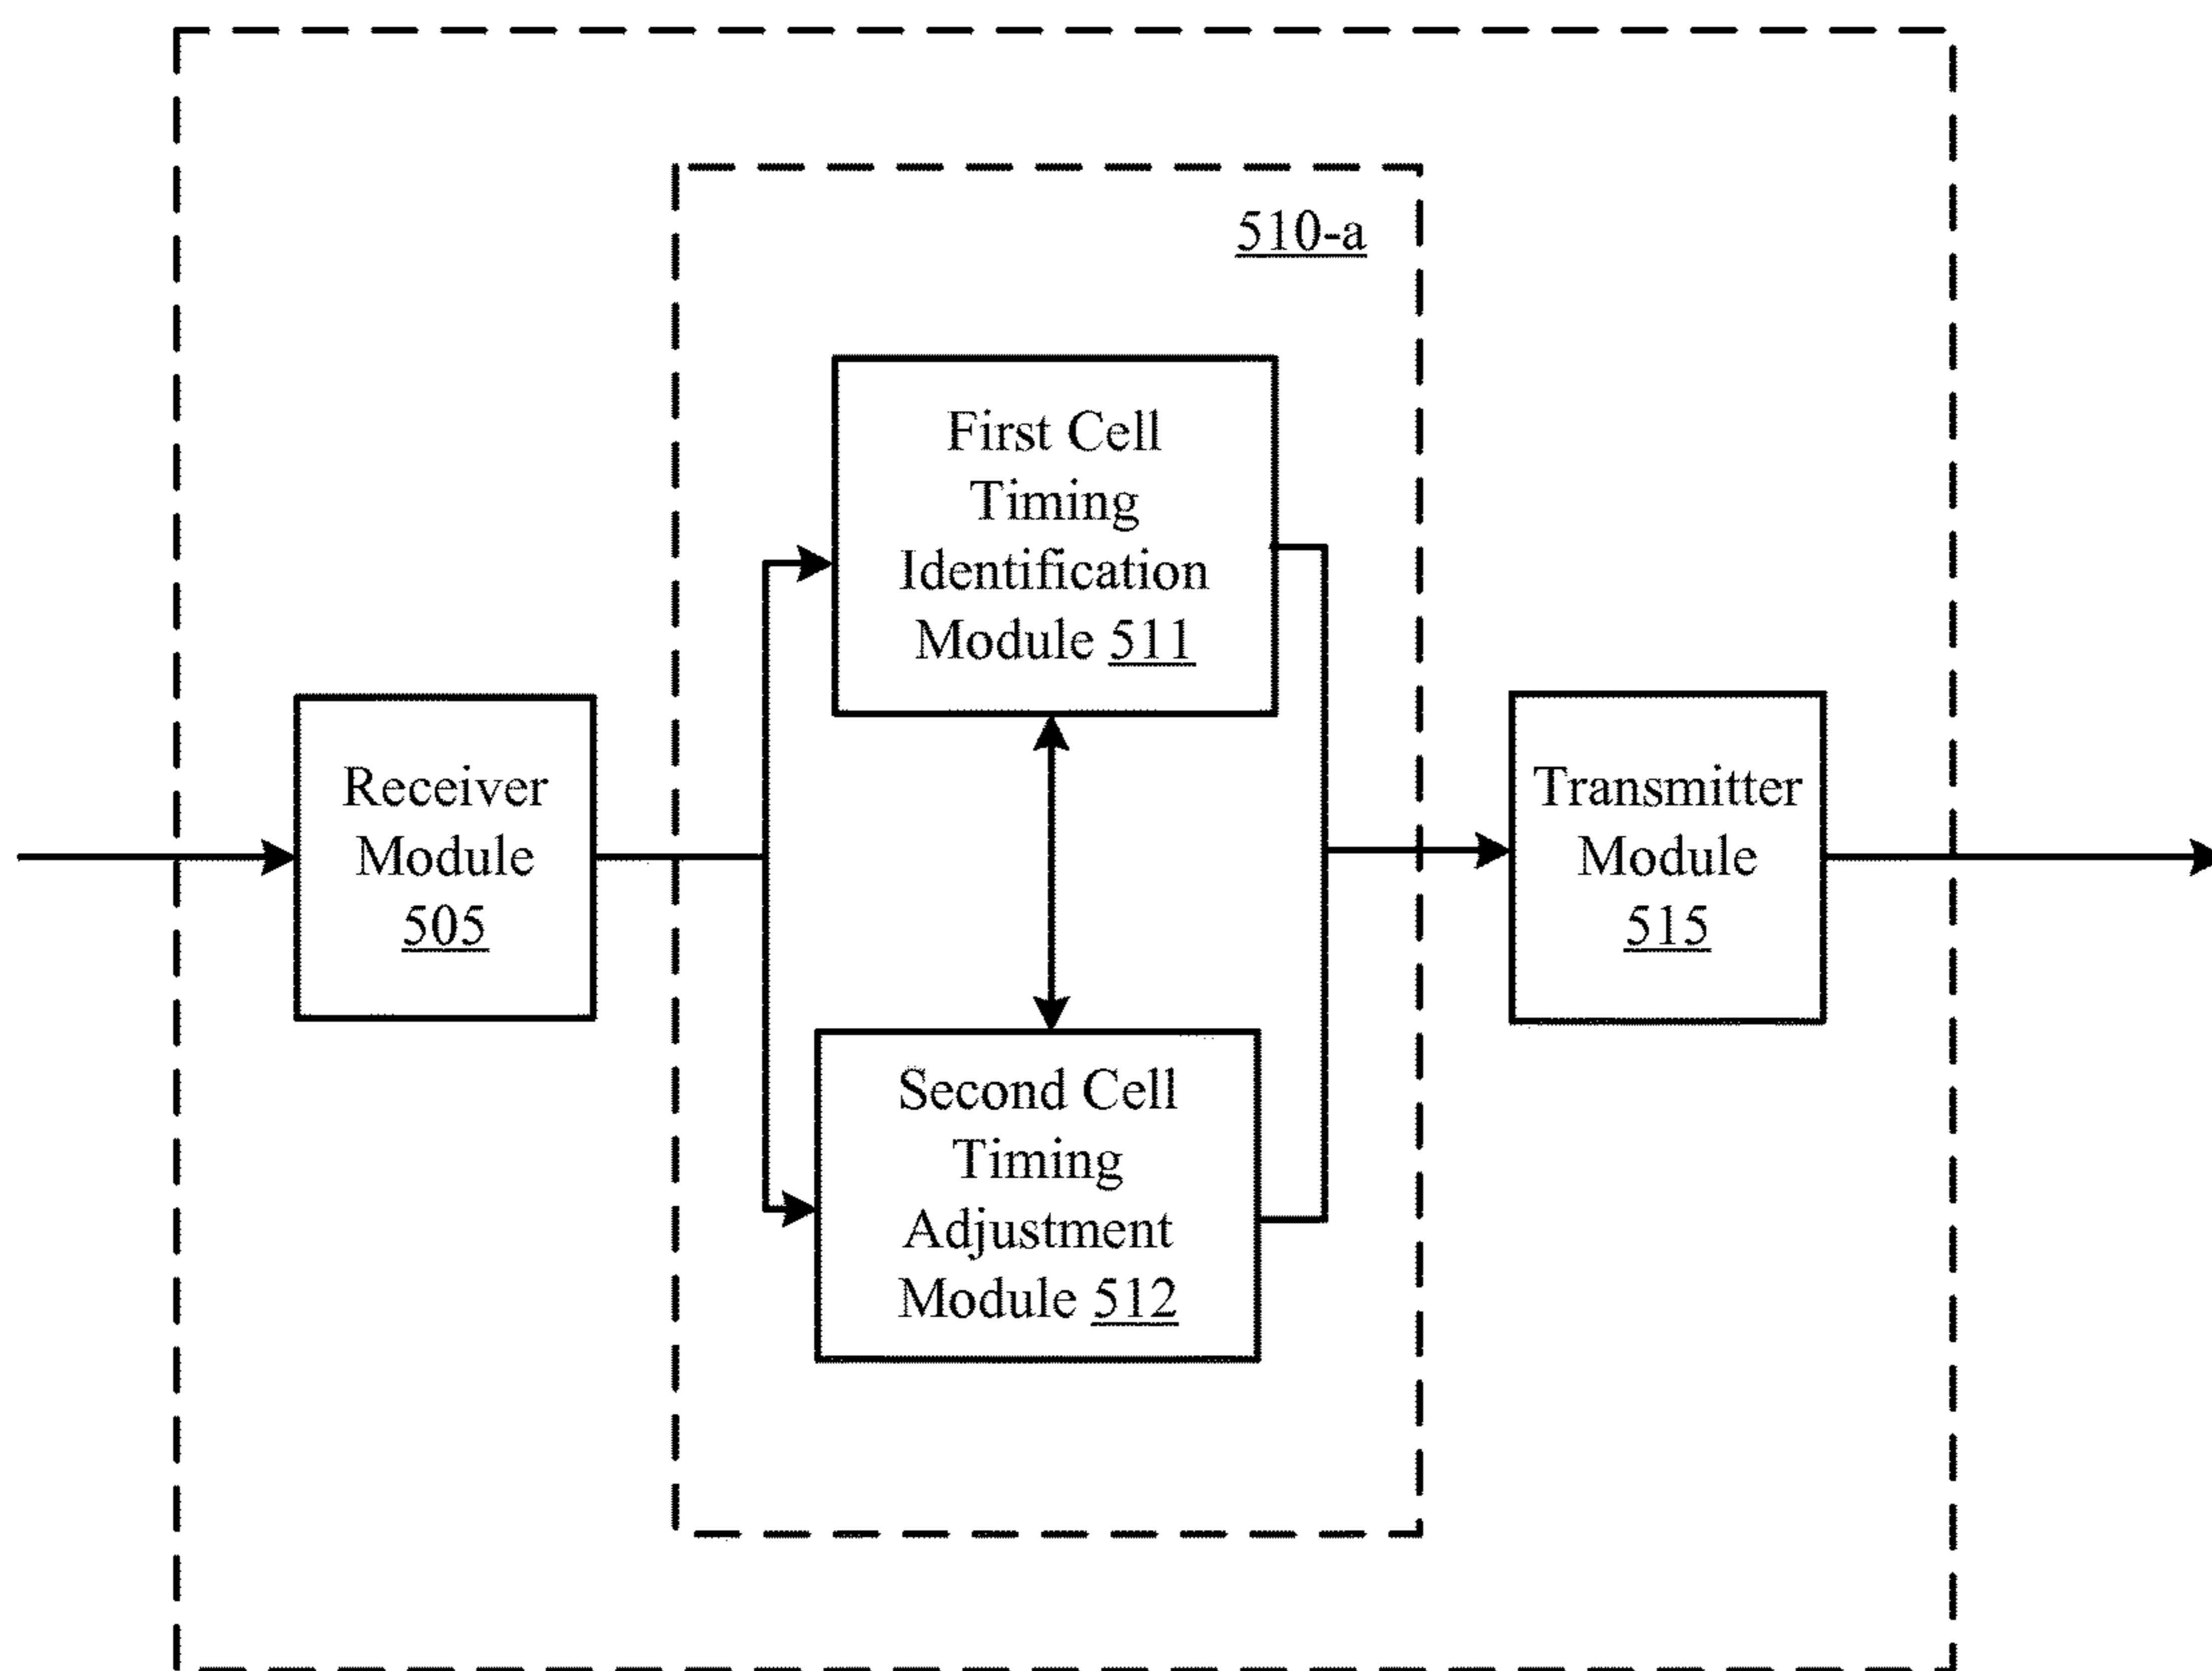 510-a
First Cell
Timing
Identification
Module 511
Receiver
Module
505
Transmitter
Module
515
Second Cell
Timing
Adjustment
Module 512